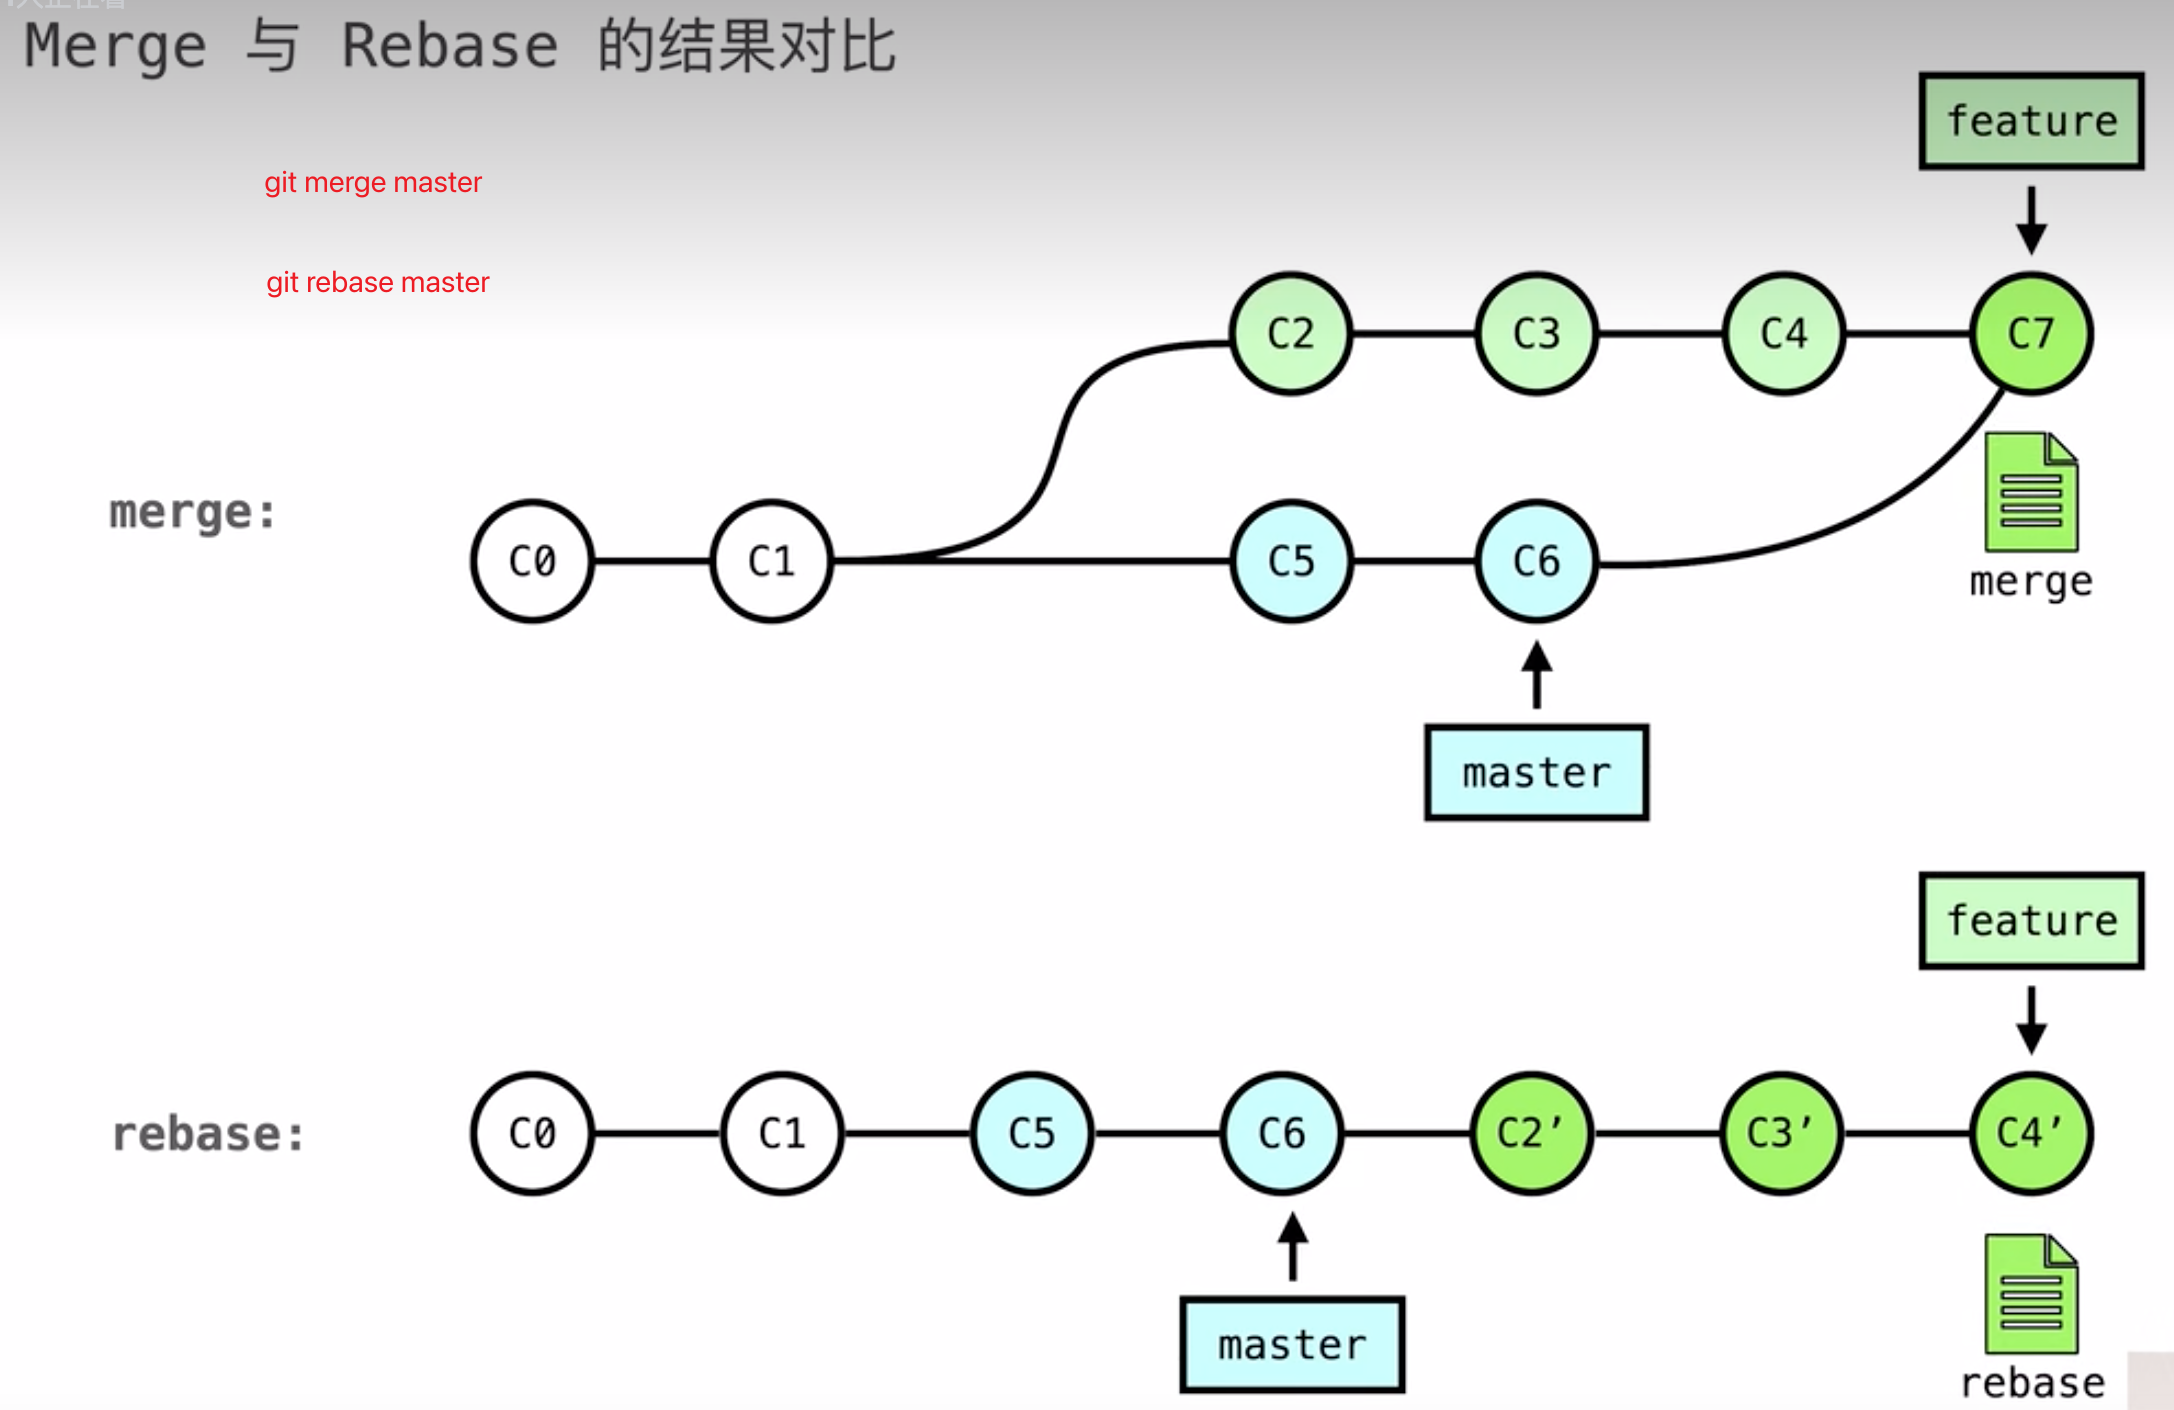 Merge 与 Rebase 的结果对比
feature
git merge master
git rebase master
C2 C3 C4 C7
merge:
C0 C1 C5 C6
merge
master
feature
rebase:
C0 C1 C5 C6 C2’ C3’ C4’
master
rebase